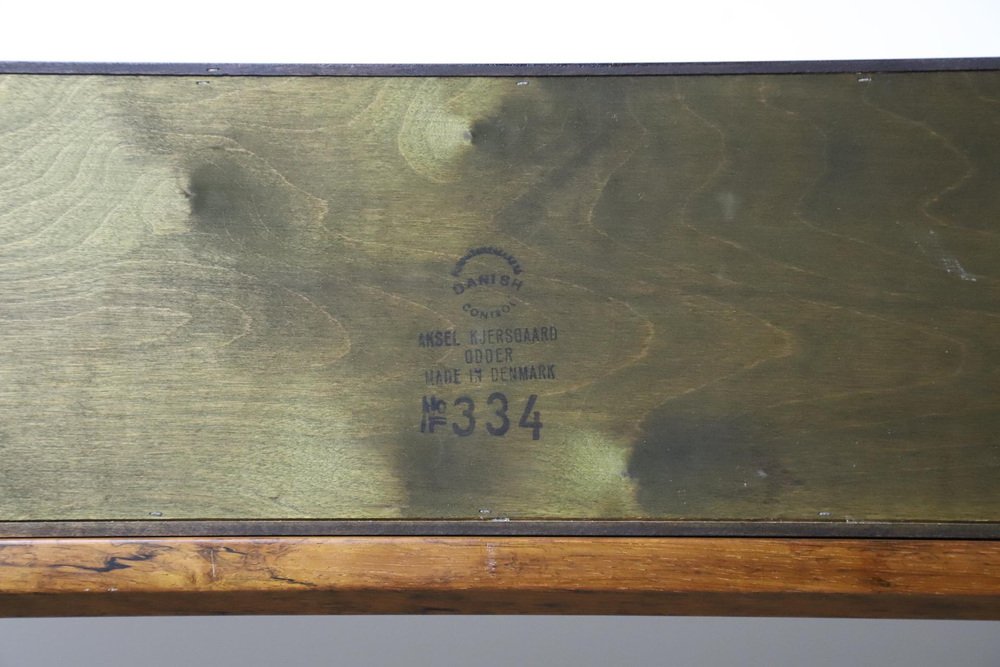 DANISH
CONTROL
AKSEL KJERSGAARD
ODDER
MADE IN DENMARK
No 334